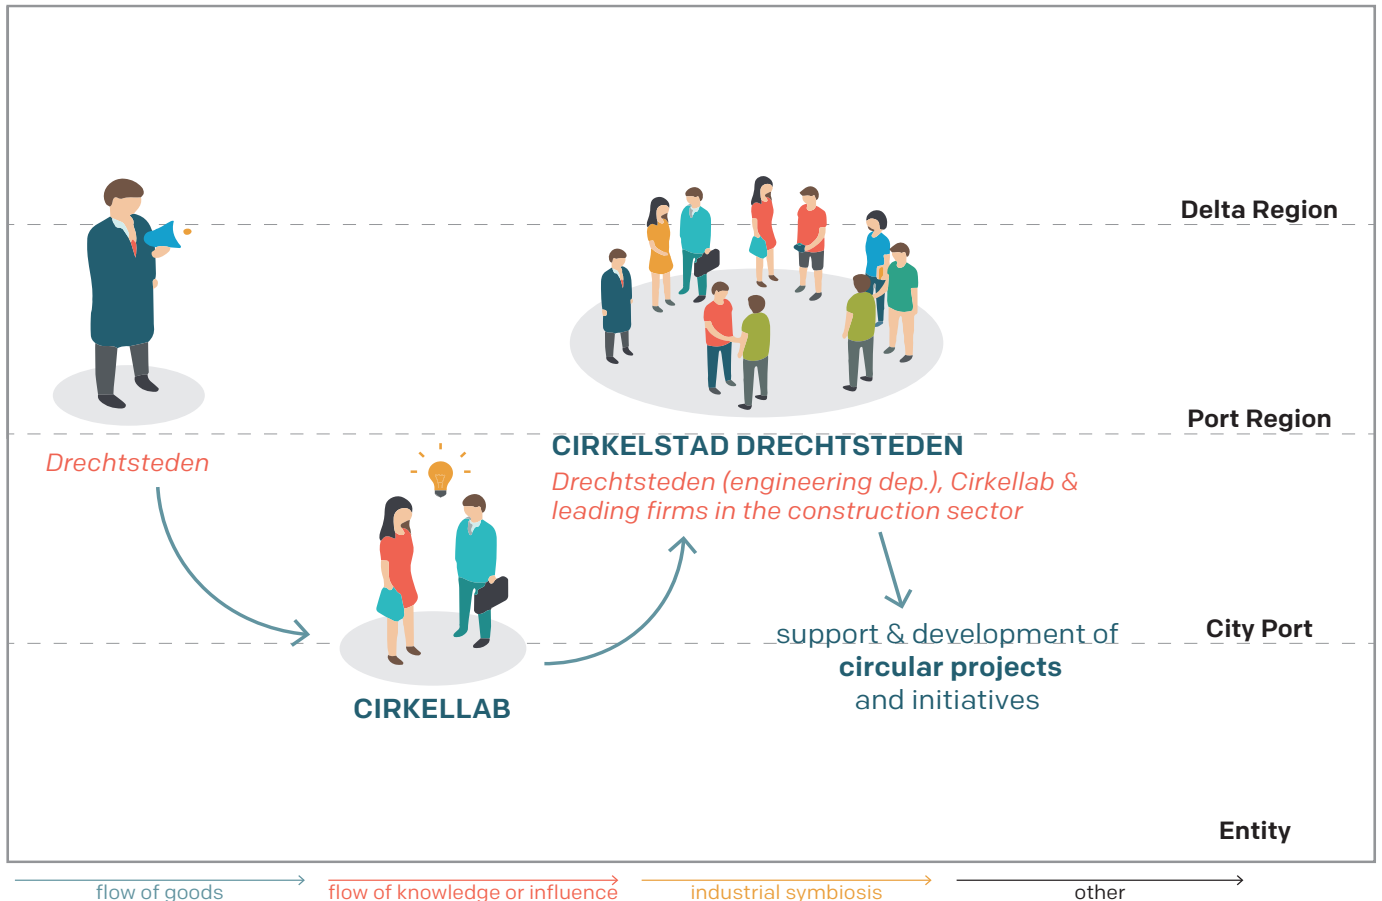 Delta Region
Port Region
Drechtsteden
CIRKELSTAD DRECHTSTEDEN
Drechtsteden (engineering dep.), Cirkellab &
leading firms in the construction sector
City Port
support & development of
circular projects
and initiatives
CIRKELLAB
Entity
flow of goods
flow of knowledge or influence
industrial symbiosis
other